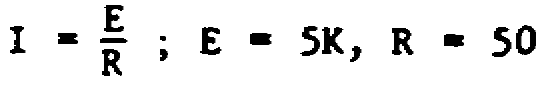 I = E/R ; E = 5K, R = 50